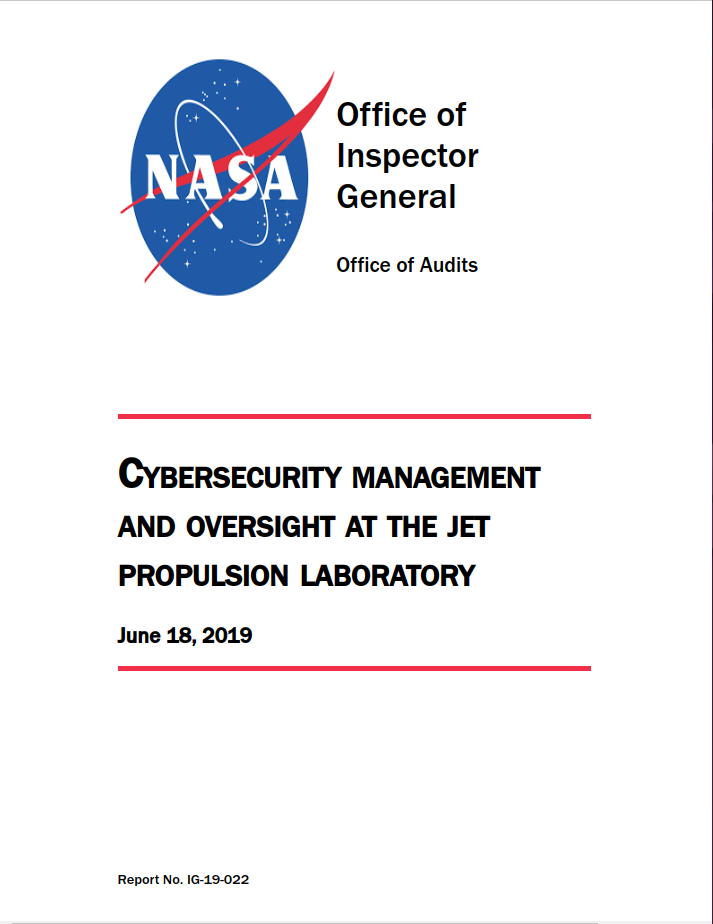 NASA
Office of
Inspector
General
Office of Audits
CYBERSECURITY MANAGEMENT
AND OVERSIGHT AT THE JET
PROPULSION LABORATORY
June 18, 2019
Report No. IG-19-022